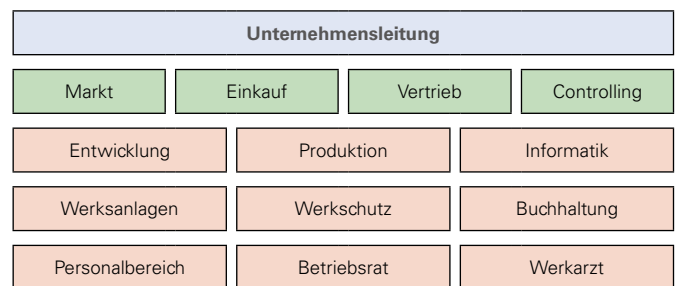 Unternehmensleitung
Markt Einkauf Vertrieb Controlling
Entwicklung Produktion Informatik
Werksanlagen Werkschutz Buchhaltung
Personalbereich Betriebsrat Werkarzt